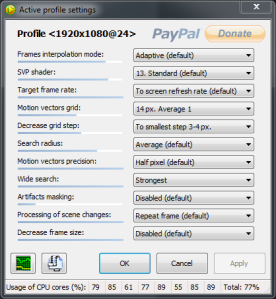 Active profile settings
Profile <1920x1080@24> PayPal Donate
Frames interpolation mode: Adaptive (default)
SVP shader: 13. Standard (default)
Target frame rate: To screen refresh rate (default)
Motion vectors grid: 14 px. Average 1
Decrease grid step: To smallest step 3-4 px.
Search radius: Average (default)
Motion vectors precision: Half pixel (default)
Wide search: Strongest
Artifacts masking: Disabled (default)
Processing of scene changes: Repeat frame (default)
Decrease frame size: Disabled (default)
OK Cancel Apply
Usage of CPU cores (%): 79 85 61 77 89 55 85 89 Total: 77%